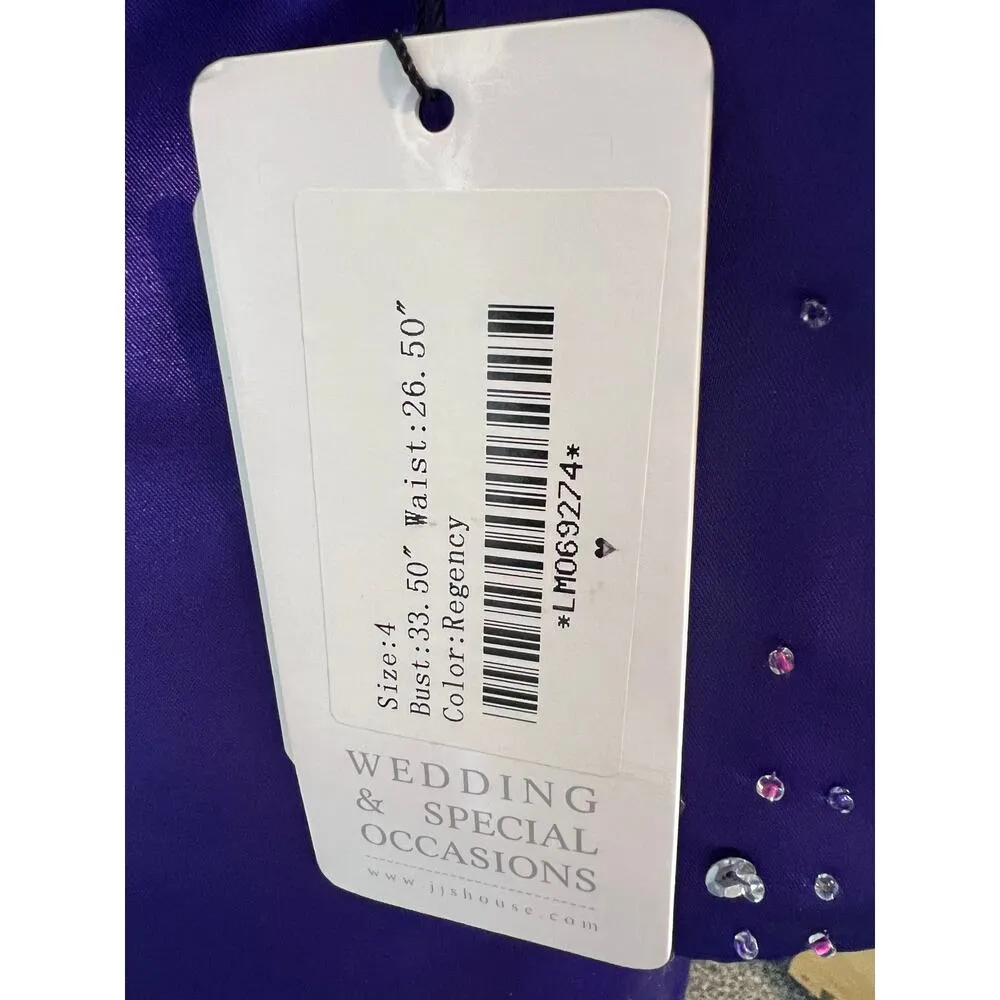 Size:4
Bust:33.50″ Waist:26.50″
Color:Regency
*LM069274*
WEDDING
& SPECIAL
OCCASIONS
www.jjshouse.com